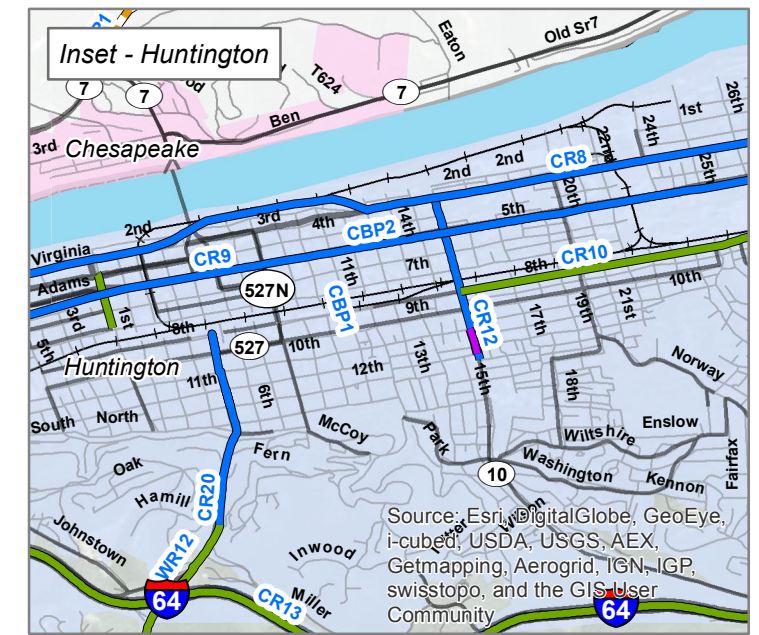 P1
Inset - Huntington
Eaton
Old Sr7
T624
7
7
7
Ben
3rd
Chesapeake
1st
26th
24th
22nd
2nd
2nd
CR8
25th
20th
2nd
3rd
4th
14th
5th
Virginia
CBP2
CR9
7th
8th
CR10
Adams
11th
527N
10th
3rd
1st
CBP1
9th
CR12
17th
19th
21st
8th
527
10th
5th
Huntington
13th
12th
15th
Norway
11th
6th
18th
South
North
McCoy
Park
Enslow
Wiltshire
Fairfax
Fern
Oak
Washington
Kennon
10
Hamill
CR20
Johnstown
Inwood
WR12
Miller
CR13
64
64
Source: Esri, DigitalGlobe, GeoEye,
i-cubed, USDA, USGS, AEX,
Getmapping, Aerogrid, IGN, IGP,
swisstopo, and the GIS User
Community